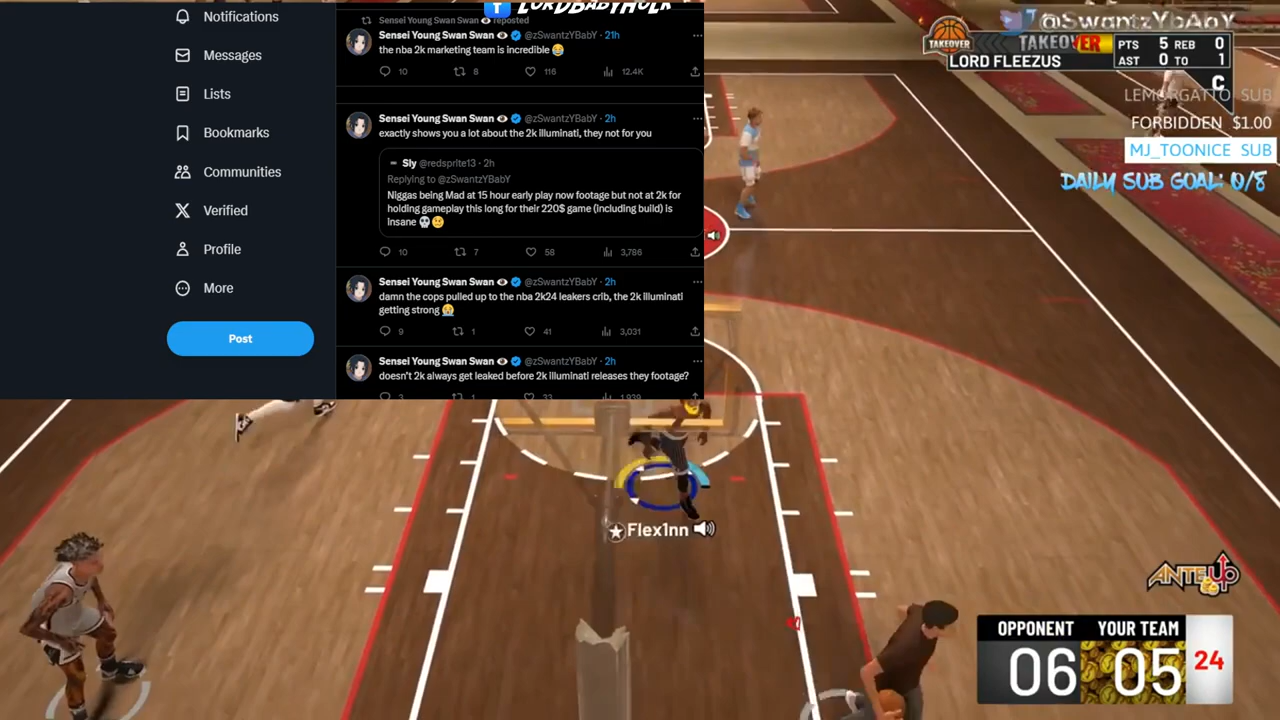 LORDBABYHULK
Notifications
Messages
Lists
Bookmarks
Communities
Verified
Profile
More
Post
Sensei Young Swan Swan reposted
Sensei Young Swan Swan @zSwantzYBabY · 21h
the nba 2k marketing team is incredible 😂
10 8 116 12.4K
Sensei Young Swan Swan @zSwantzYBabY · 2h
exactly shows you a lot about the 2k illuminati, they not for you
Sly @redsprite13 · 2h
Replying to @zSwantzYBabY
Niggas being Mad at 15 hour early play now footage but not at 2k for
holding gameplay this long for their 220$ game (including build) is
insane 💀🤨
10 7 58 3,786
Sensei Young Swan Swan @zSwantzYBabY · 2h
damn the cops pulled up to the nba 2k24 leakers crib, the 2k illuminati
getting strong 😭
9 1 41 3,031
Sensei Young Swan Swan @zSwantzYBabY · 2h
doesn't 2k always get leaked before 2k illuminati releases they footage?
3 1 33 1,939
@SwantzYBabY
TAKEOVER
TAKEOVER
LORD FLEEZUS
PTS 5 REB 0
AST 0 TO 1
C
LEMORGATTO SUB
FORBIDDEN $1.00
MJ_TOONICE SUB
DAILY SUB GOAL: 0/8
Flex1nn
ANTE UP
OPPONENT YOUR TEAM
06 05 24